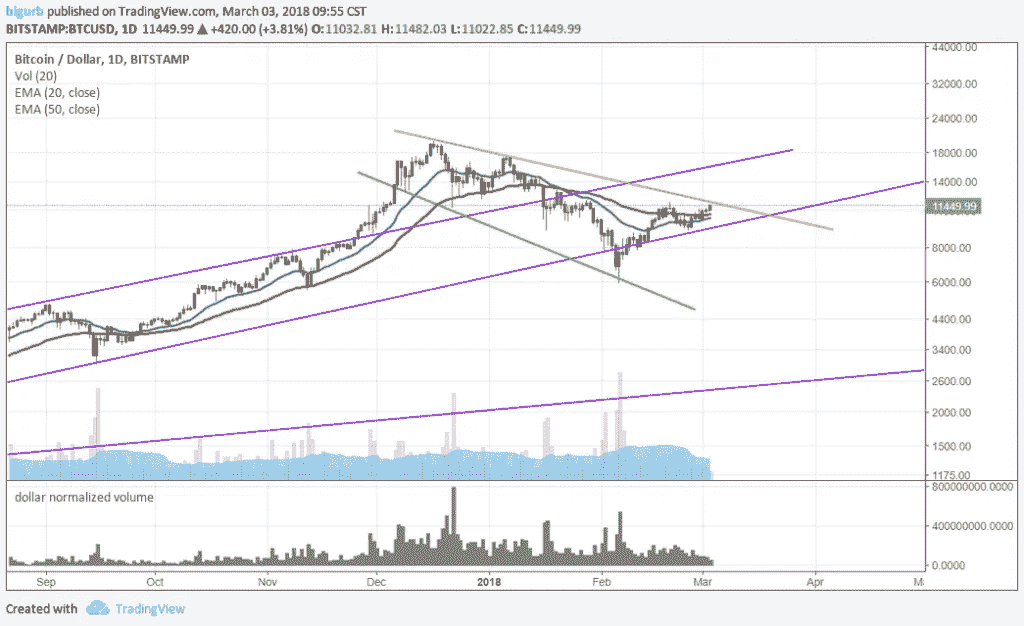 bigurb published on TradingView.com, March 03, 2018 09:55 CST
BITSTAMP:BTCUSD, 1D 11449.99 ▲ +420.00 (+3.81%) O:11032.81 H:11482.03 L:11022.85 C:11449.99
Bitcoin / Dollar, 1D, BITSTAMP
Vol (20)
EMA (20, close)
EMA (50, close)
44000.00
32000.00
24000.00
18000.00
14000.00
11449.99
8000.00
6000.00
4400.00
3400.00
2600.00
2000.00
1500.00
1175.00
dollar normalized volume
800000000.0000
400000000.0000
0.0000
Sep Oct Nov Dec 2018 Feb Mar Apr M
Created with TradingView